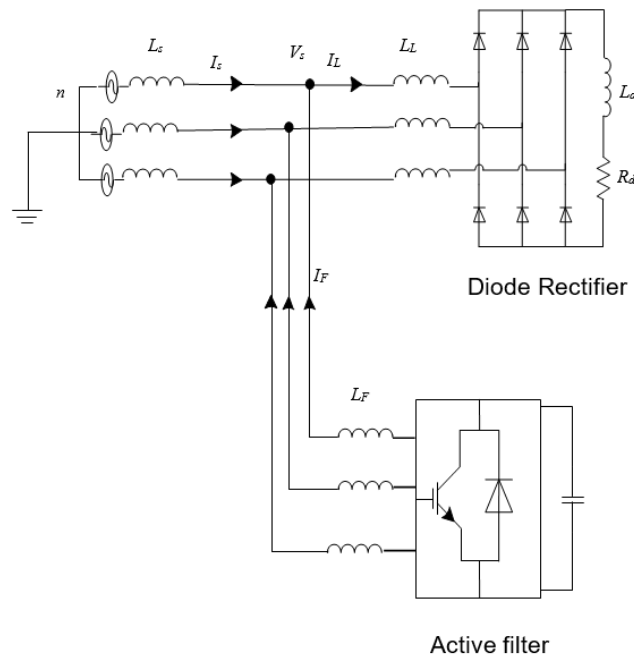 Ls Is Vs IL LL
n
Ld
Rd
IF
Diode Rectifier
LF
Active filter